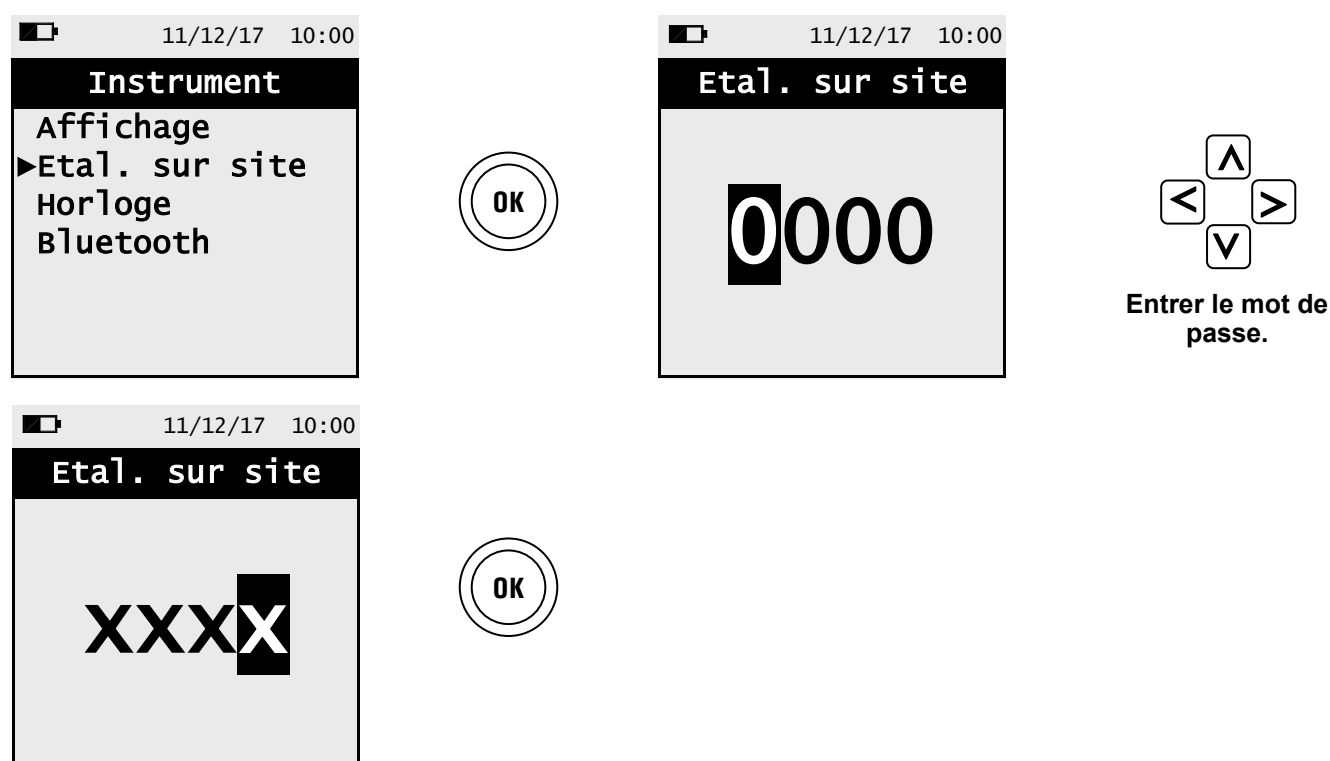 11/12/17 10:00
Instrument
Affichage
►Etal. sur site
Horloge
Bluetooth
OK
11/12/17 10:00
Etal. sur site
0000
Entrer le mot de
passe.
11/12/17 10:00
Etal. sur site
XXXX
OK